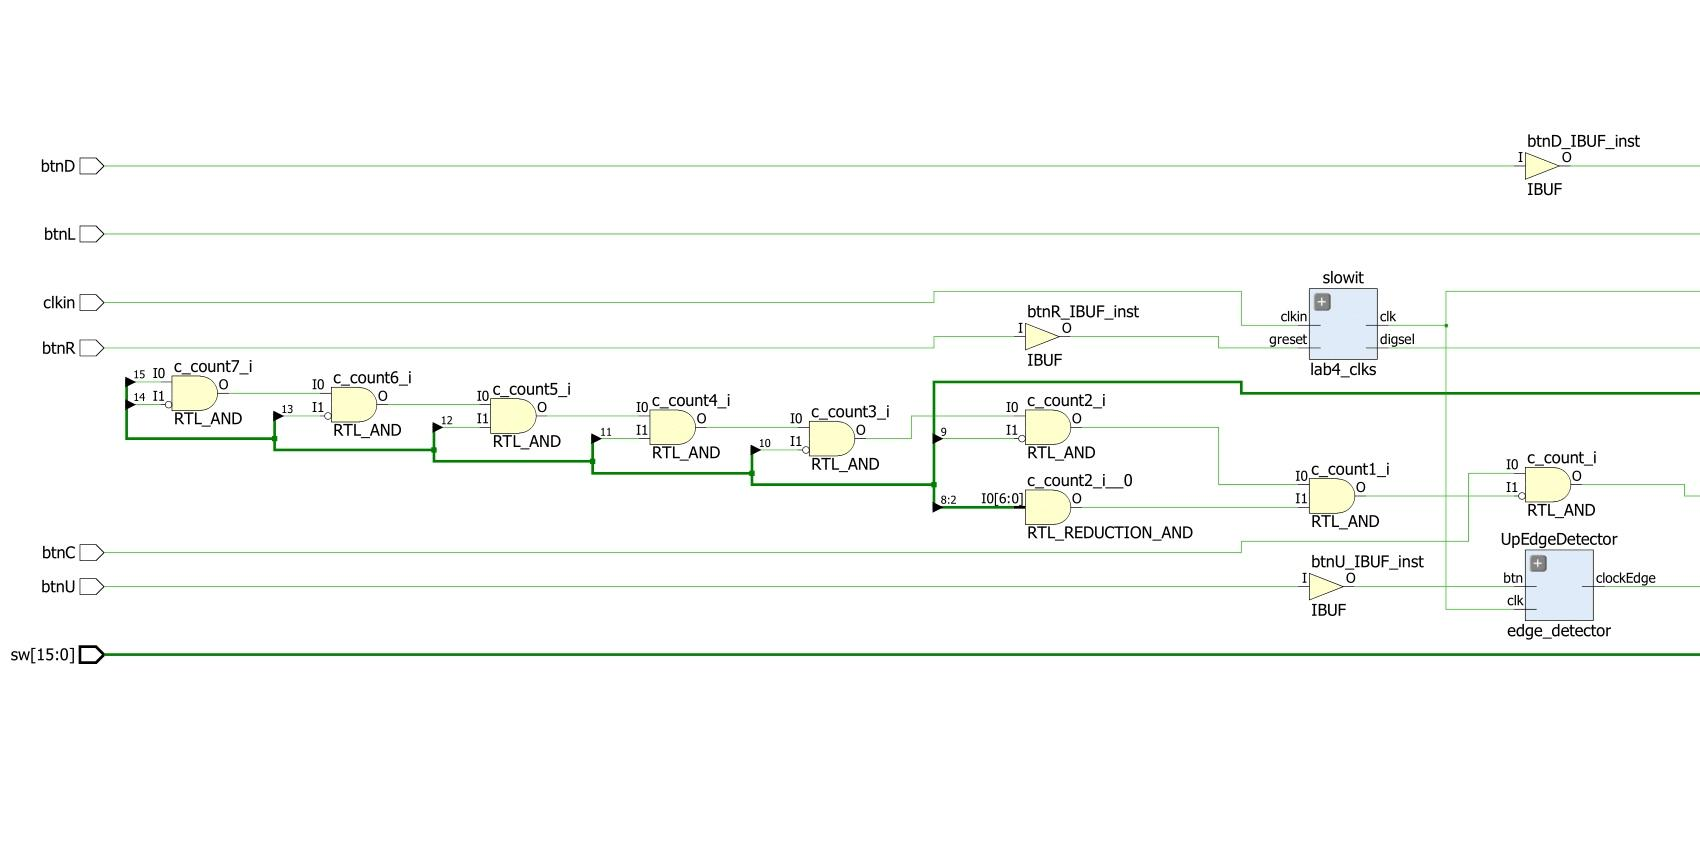 btnD_IBUF_inst
btnD
I
O
IBUF
btnL
slowit
clkin
clkin
clk
greset
digsel
lab4_clks
btnR_IBUF_inst
I
O
IBUF
btnR
c_count7_i
15
I0
O
14
I1
RTL_AND
c_count6_i
I0
O
13
I1
RTL_AND
c_count5_i
I0
O
12
I1
RTL_AND
c_count4_i
I0
O
11
I1
RTL_AND
c_count3_i
I0
O
10
I1
RTL_AND
c_count2_i
I0
O
9
I1
RTL_AND
c_count2_i__0
8:2
I0[6:0]
O
RTL_REDUCTION_AND
c_count1_i
I0
O
I1
RTL_AND
c_count_i
I0
O
I1
RTL_AND
btnC
btnU
btnU_IBUF_inst
I
O
IBUF
UpEdgeDetector
btn
clockEdge
clk
edge_detector
sw[15:0]